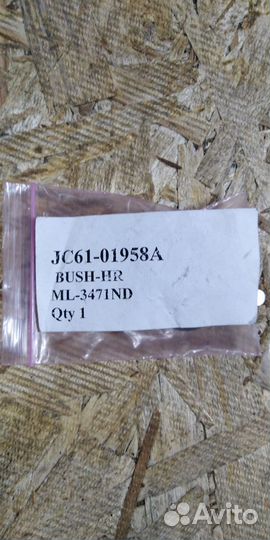 JC61-01958A
BUSH-HR
ML-3471ND
Qty 1
Avito